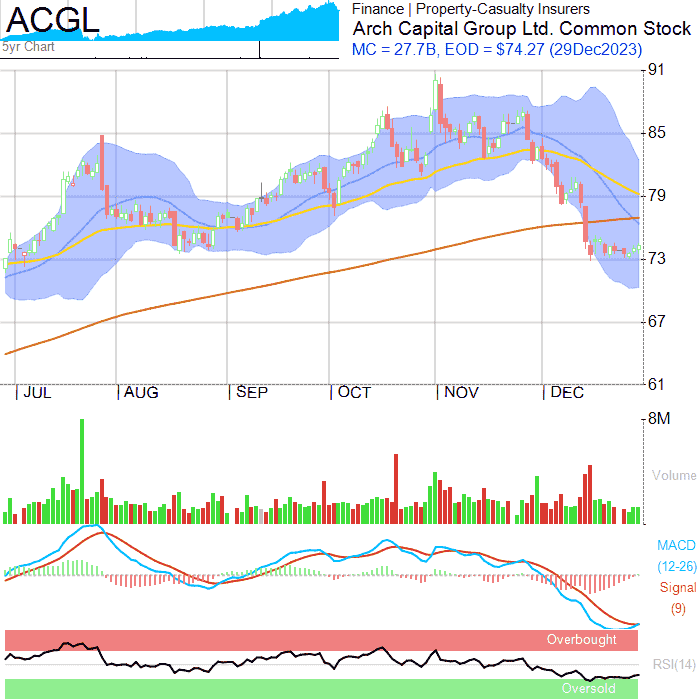 ACGL
5yr Chart
Finance | Property-Casualty Insurers
Arch Capital Group Ltd. Common Stock
MC = 27.7B, EOD = $74.27 (29Dec2023)
91
85
79
73
67
61
JUL AUG SEP OCT NOV DEC
8M
Volume
MACD
(12-26)
Signal
(9)
Overbought
RSI(14)
Oversold